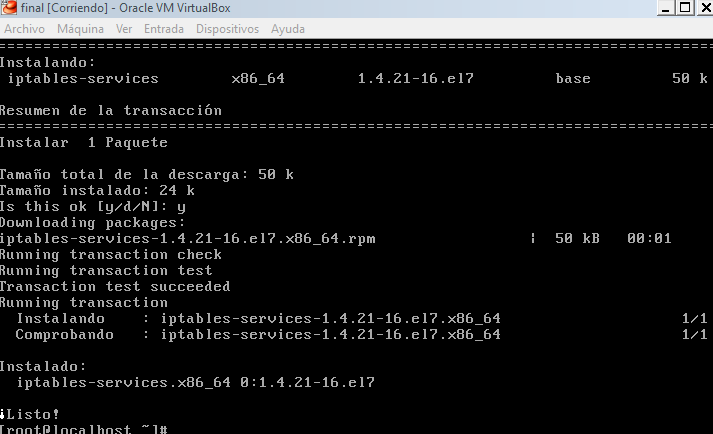 final [Corriendo] - Oracle VM VirtualBox
Archivo Máquina Ver Entrada Dispositivos Ayuda
================================================================================
Instalando:
iptables-services x86_64 1.4.21-16.el7 base 50 k
Resumen de la transacción
================================================================================
Instalar 1 Paquete
Tamaño total de la descarga: 50 k
Tamaño instalado: 24 k
Is this ok [y/d/N]: y
Downloading packages:
iptables-services-1.4.21-16.el7.x86_64.rpm | 50 kB 00:01
Running transaction check
Running transaction test
Transaction test succeeded
Running transaction
Instalando : iptables-services-1.4.21-16.el7.x86_64 1/1
Comprobando : iptables-services-1.4.21-16.el7.x86_64 1/1
Instalado:
iptables-services.x86_64 0:1.4.21-16.el7
¡Listo!
[root@localhost ~]#